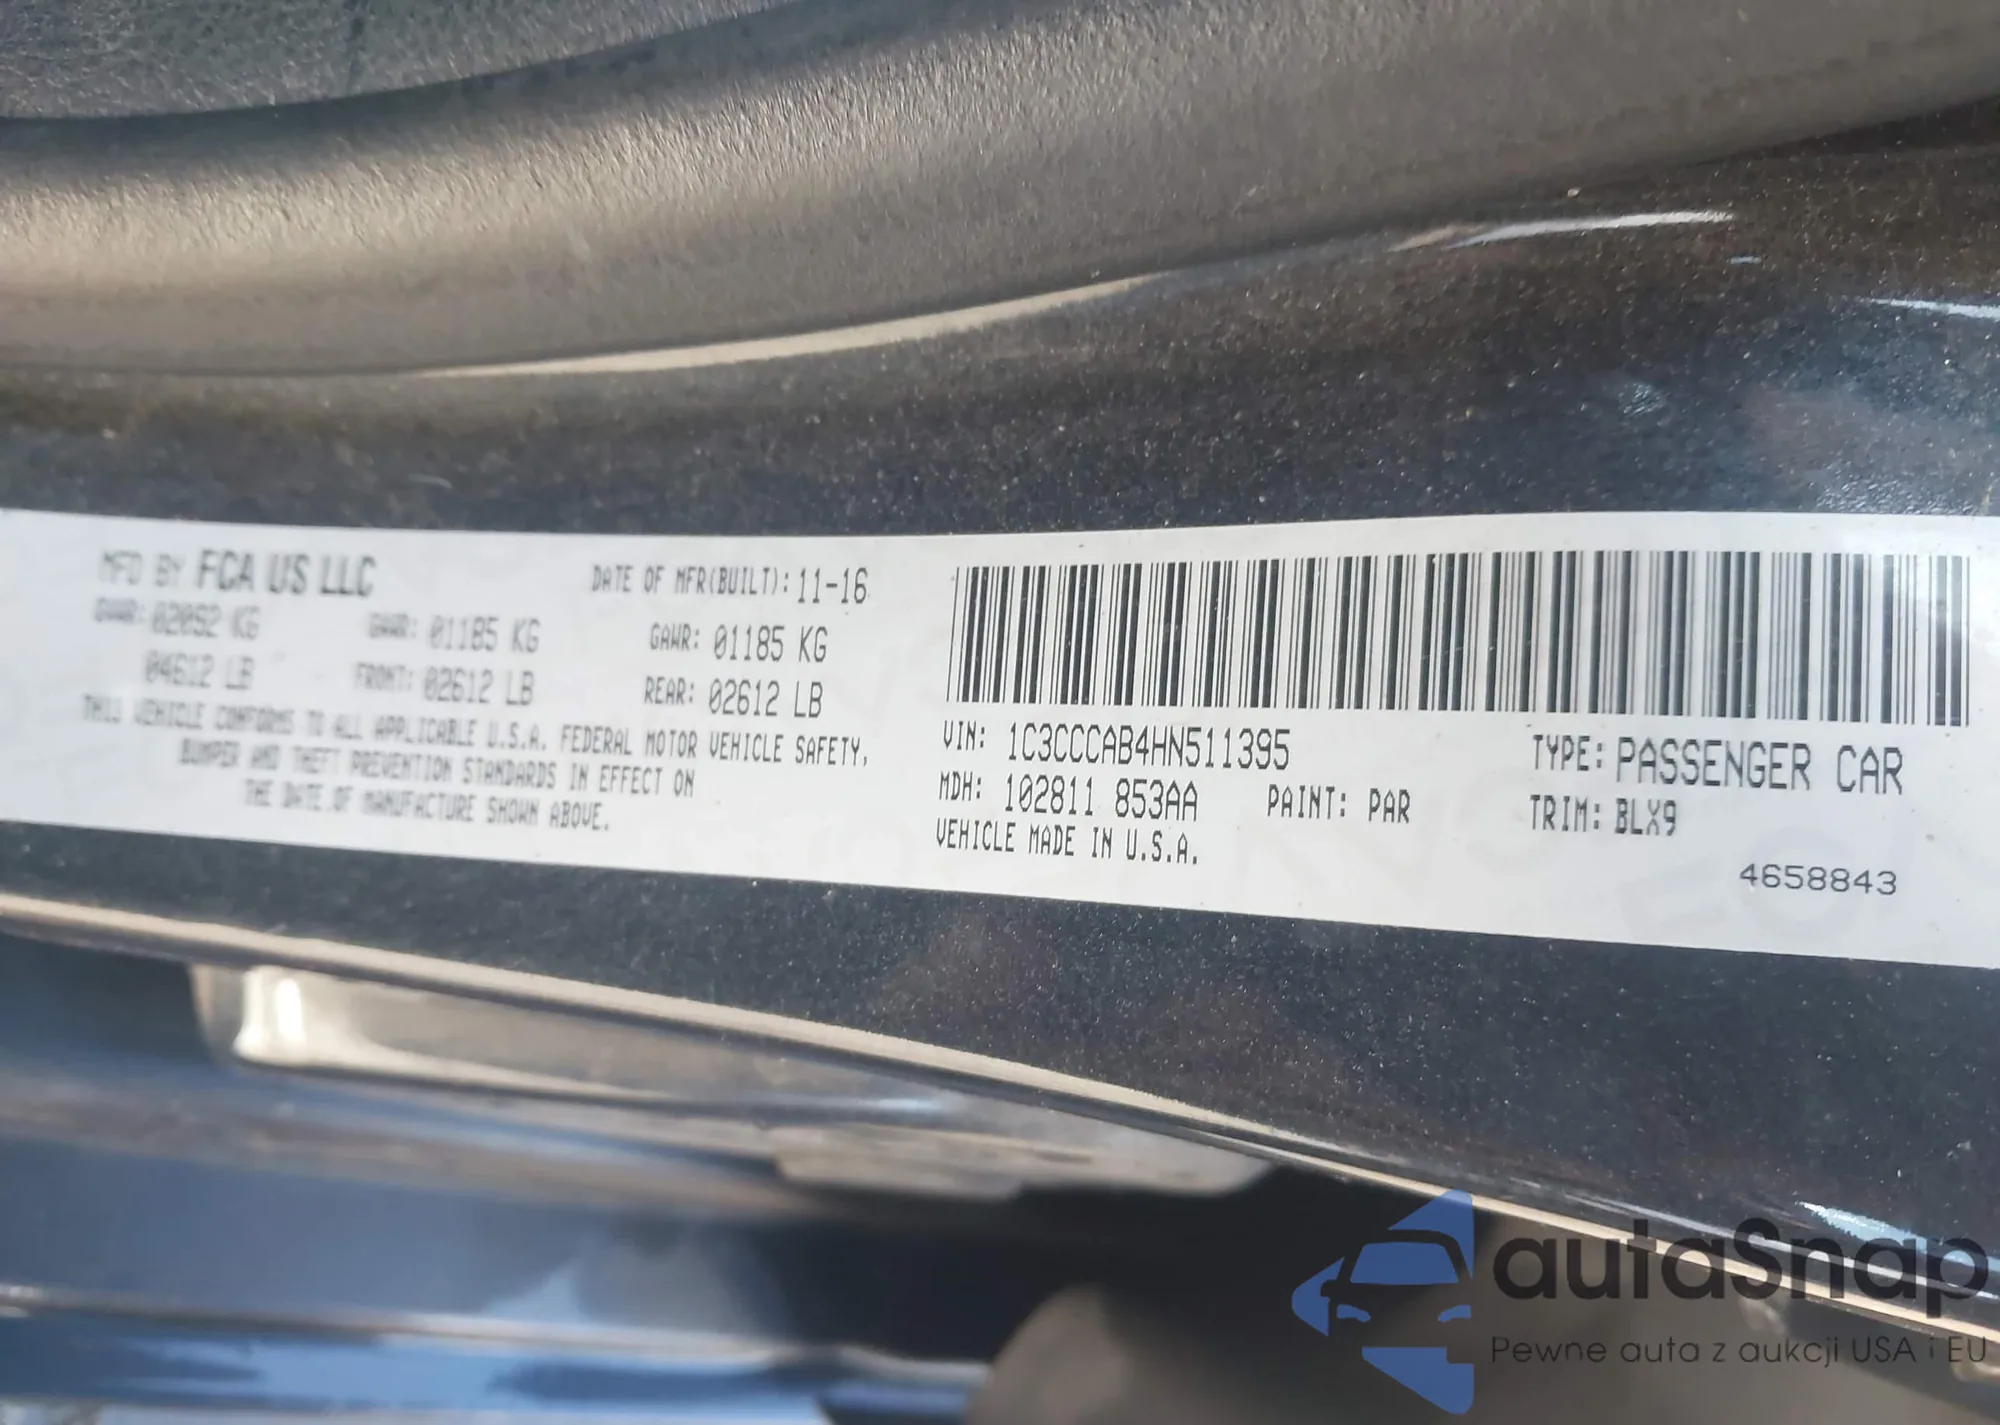 MFD BY FCA US LLC
DATE OF MFR(BUILT): 11-16
GVWR: 02092 KG
GAWR: 01185 KG
GAWR: 01185 KG
04612 LB
FRONT: 02612 LB
REAR: 02612 LB
THIS VEHICLE CONFORMS TO ALL APPLICABLE U.S.A. FEDERAL MOTOR VEHICLE SAFETY,
BUMPER AND THEFT PREVENTION STANDARDS IN EFFECT ON
THE DATE OF MANUFACTURE SHOWN ABOVE.
VIN: 1C3CCCAB4HN511395
TYPE: PASSENGER CAR
MDH: 102811 853AA
PAINT: PAR
TRIM: BLX9
VEHICLE MADE IN U.S.A.
4658843
autaSnap
Pewne auta z aukcji USA i EU